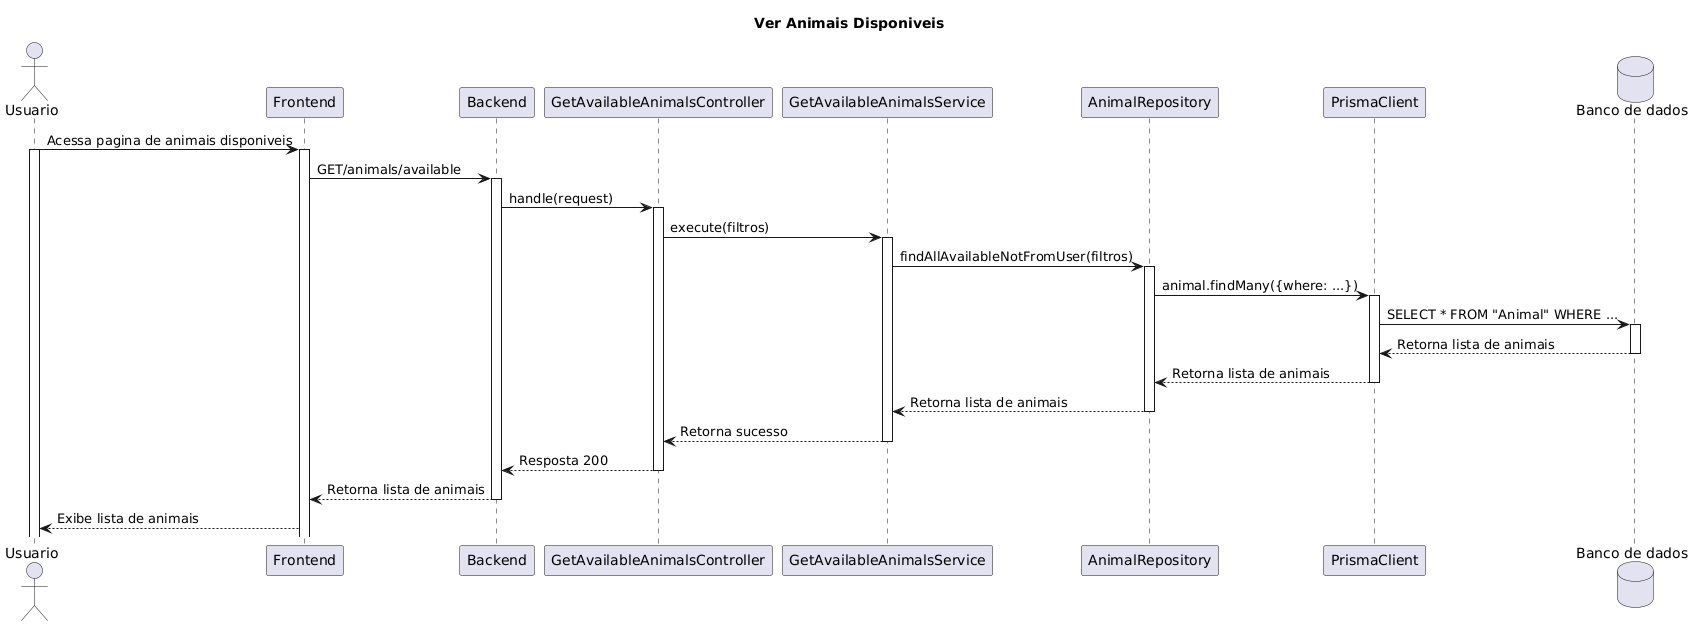 Ver Animais Disponiveis
Usuario
Frontend
Backend
GetAvailableAnimalsController
GetAvailableAnimalsService
AnimalRepository
PrismaClient
Banco de dados
Acessa pagina de animais disponiveis
GET/animals/available
handle(request)
execute(filtros)
findAllAvailableNotFromUser(filtros)
animal.findMany({where: ...})
SELECT * FROM "Animal" WHERE ...
Retorna lista de animais
Retorna lista de animais
Retorna lista de animais
Retorna sucesso
Resposta 200
Retorna lista de animais
Exibe lista de animais
Usuario
Frontend
Backend
GetAvailableAnimalsController
GetAvailableAnimalsService
AnimalRepository
PrismaClient
Banco de dados